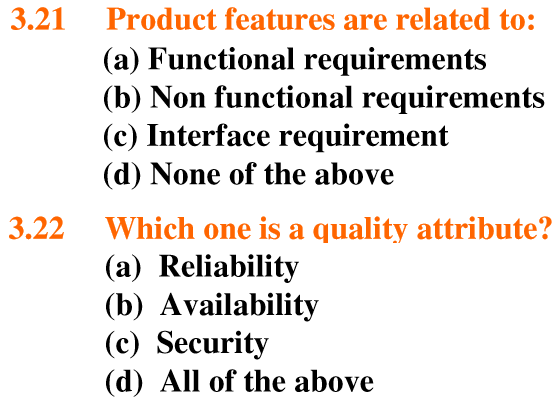 3.21 Product features are related to:
(a) Functional requirements
(b) Non functional requirements
(c) Interface requirement
(d) None of the above
3.22 Which one is a quality attribute?
(a) Reliability
(b) Availability
(c) Security
(d) All of the above